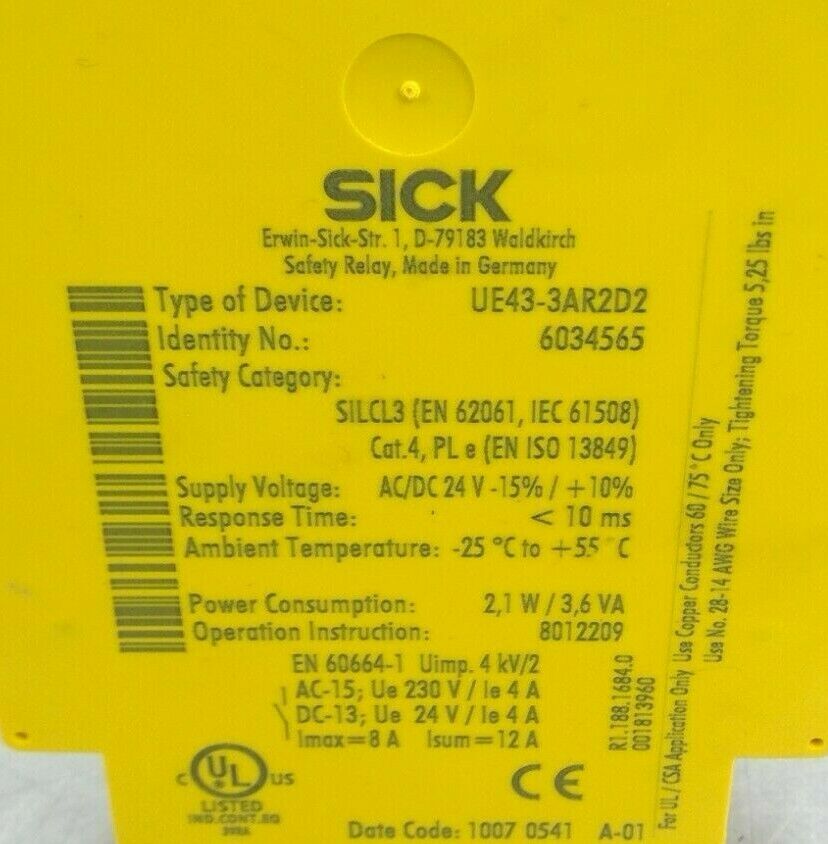 SICK
Erwin-Sick-Str. 1, D-79183 Waldkirch
Safety Relay, Made in Germany
Type of Device: UE43-3AR2D2
Identity No.: 6034565
Safety Category:
SILCL3 (EN 62061, IEC 61508)
Cat.4, PL e (EN ISO 13849)
Supply Voltage: AC/DC 24 V -15% / +10%
Response Time: < 10 ms
Ambient Temperature: -25 °C to +55 °C
Power Consumption: 2,1 W / 3,6 VA
Operation Instruction: 8012209
EN 60664-1 Uimp. 4 kV/2
AC-15; Ue 230 V / Ie 4 A
DC-13; Ue 24 V / Ie 4 A
Imax=8 A Isum=12 A
R1.188.1684.0
001813960
For UL / CSA Application Only Use Copper Conductors 60 / 75 °C Only
Use No. 28-14 AWG Wire Size Only; Tightening Torque 5,25 lbs in
C UL US
LISTED
IND.CONT.EQ
CE
Date Code: 1007 0541 A-01